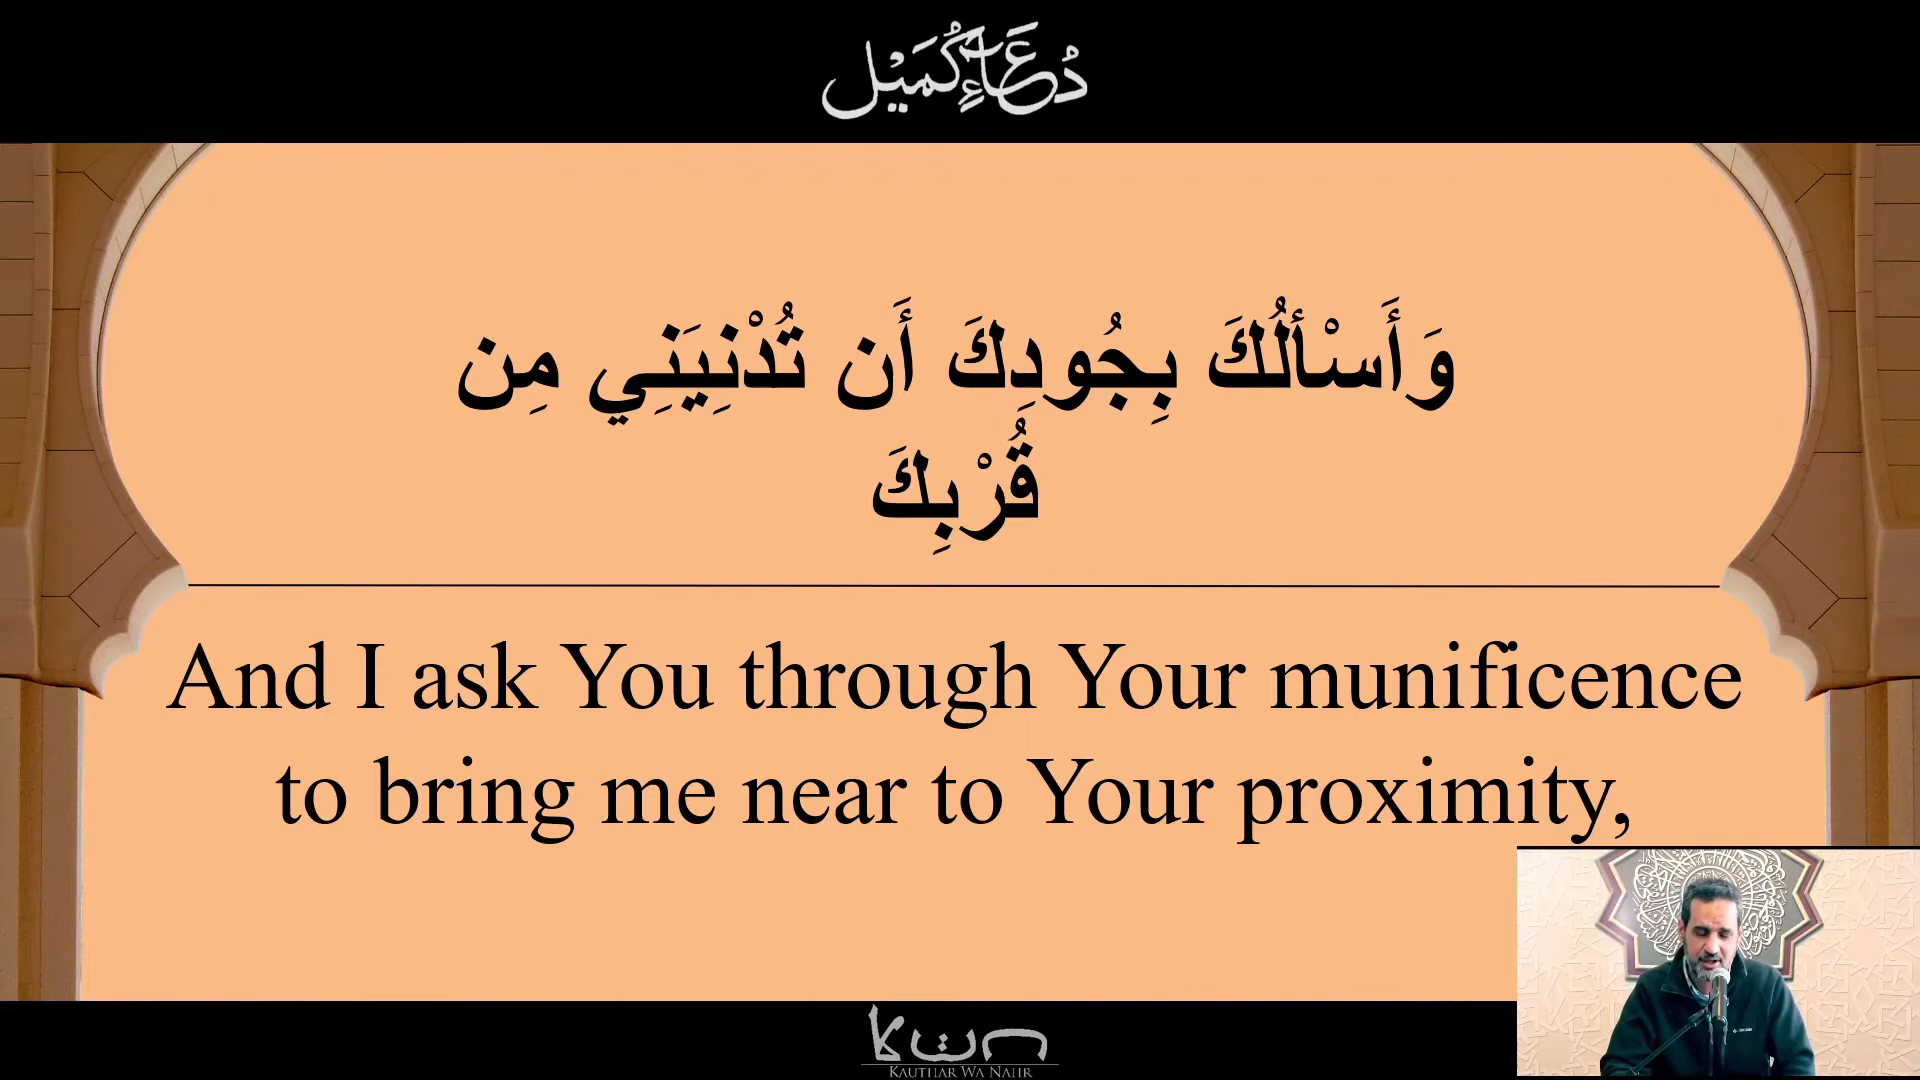 دُعَاءِ كُمَيْل
وَأَسْأَلُكَ بِجُودِكَ أَن تُدْنِيَنِي مِن
قُرْبِكَ
And I ask You through Your munificence
to bring me near to Your proximity,
KWN
KAUTHAR WA NAHR